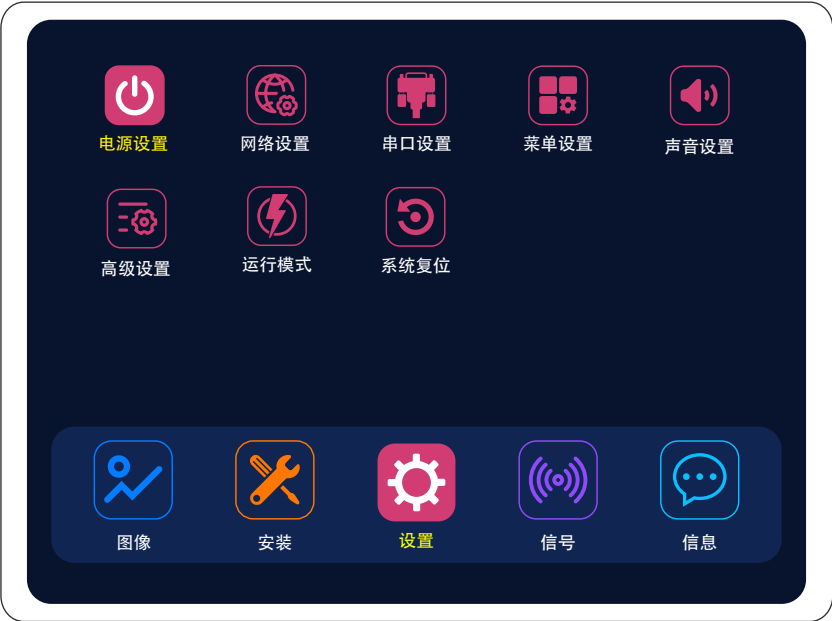 电源设置
网络设置
串口设置
菜单设置
声音设置
高级设置
运行模式
系统复位
图像
安装
设置
信号
信息